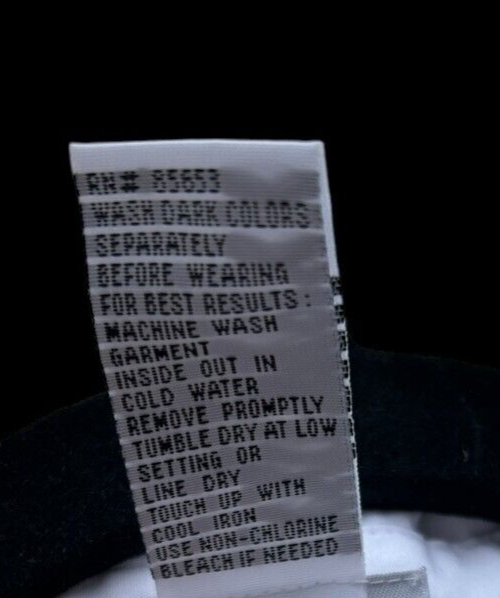 RN# 85653
WASH DARK COLORS
SEPARATELY
BEFORE WEARING
FOR BEST RESULTS:
MACHINE WASH
GARMENT
INSIDE OUT IN
COLD WATER
REMOVE PROMPTLY
TUMBLE DRY AT LOW
SETTING OR
LINE DRY
TOUCH UP WITH
COOL IRON
USE NON-CHLORINE
BLEACH IF NEEDED